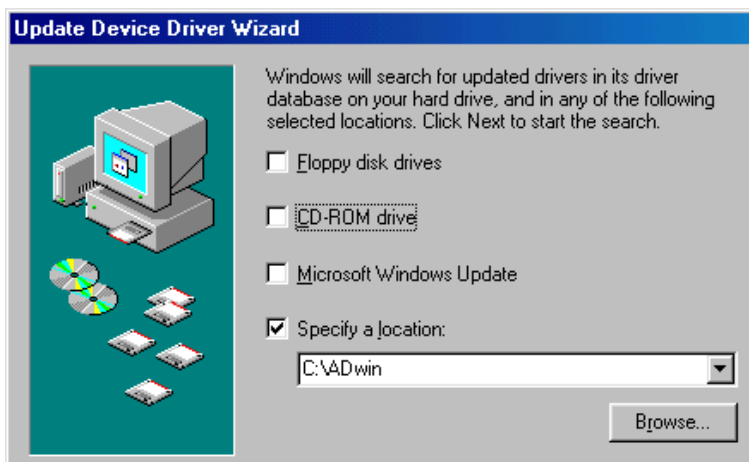 Update Device Driver Wizard
Windows will search for updated drivers in its driver
database on your hard drive, and in any of the following
selected locations. Click Next to start the search.
Floppy disk drives
CD-ROM drive
Microsoft Windows Update
Specify a location:
C:\ADwin
Browse...